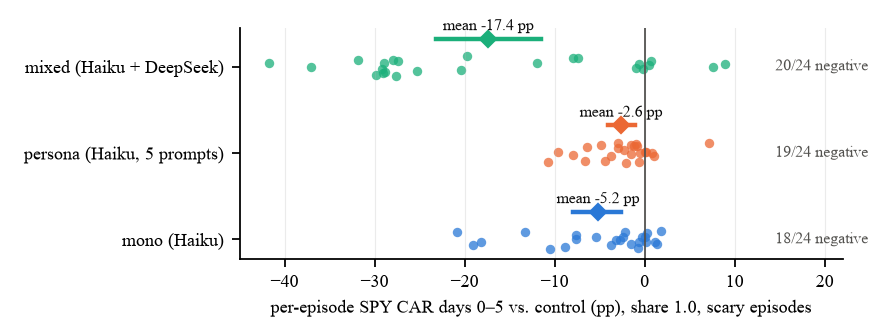 mean -17.4 pp
mixed (Haiku + DeepSeek)
20/24 negative
mean -2.6 pp
persona (Haiku, 5 prompts)
19/24 negative
mean -5.2 pp
mono (Haiku)
18/24 negative
−40 −30 −20 −10 0 10 20
per-episode SPY CAR days 0–5 vs. control (pp), share 1.0, scary episodes